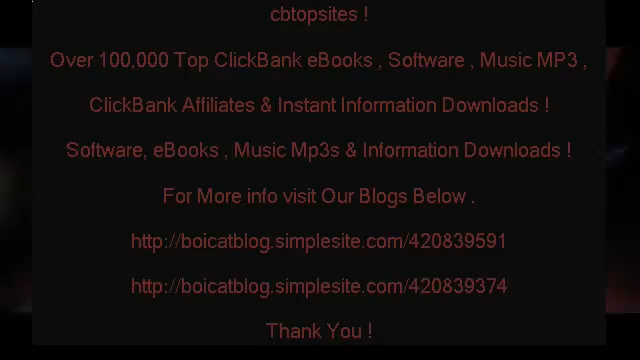 cbtopsites !
Over 100,000 Top ClickBank eBooks , Software , Music MP3 ,
ClickBank Affiliates & Instant Information Downloads !
Software, eBooks , Music Mp3s & Information Downloads !
For More info visit Our Blogs Below .
http://boicatblog.simplesite.com/420839591
http://boicatblog.simplesite.com/420839374
Thank You !